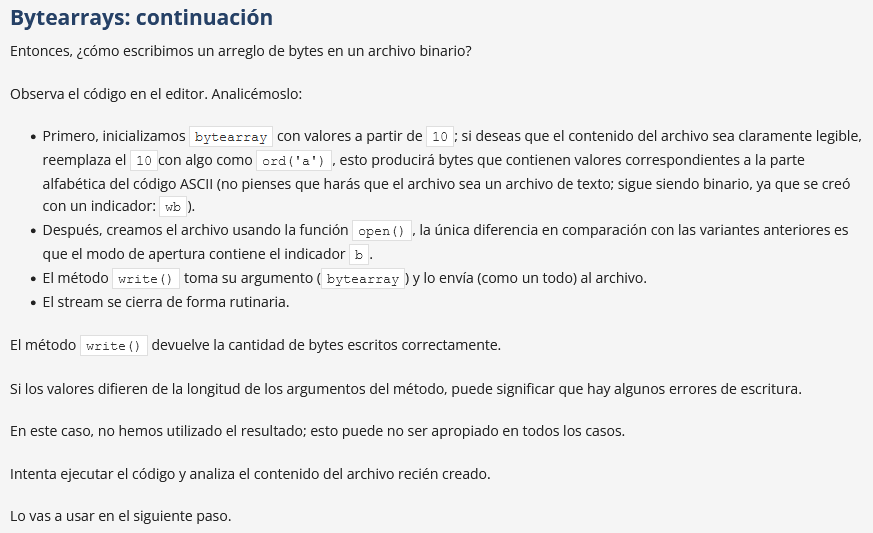 Bytearrays: continuación
Entonces, ¿cómo escribimos un arreglo de bytes en un archivo binario?
Observa el código en el editor. Analicémoslo:
• Primero, inicializamos bytearray con valores a partir de 10 ; si deseas que el contenido del archivo sea claramente legible,
reemplaza el 10 con algo como ord('a') , esto producirá bytes que contienen valores correspondientes a la parte
alfabética del código ASCII (no pienses que harás que el archivo sea un archivo de texto; sigue siendo binario, ya que se creó
con un indicador: wb ).
• Después, creamos el archivo usando la función open() , la única diferencia en comparación con las variantes anteriores es
que el modo de apertura contiene el indicador b .
• El método write() toma su argumento ( bytearray ) y lo envía (como un todo) al archivo.
• El stream se cierra de forma rutinaria.
El método write() devuelve la cantidad de bytes escritos correctamente.
Si los valores difieren de la longitud de los argumentos del método, puede significar que hay algunos errores de escritura.
En este caso, no hemos utilizado el resultado; esto puede no ser apropiado en todos los casos.
Intenta ejecutar el código y analiza el contenido del archivo recién creado.
Lo vas a usar en el siguiente paso.